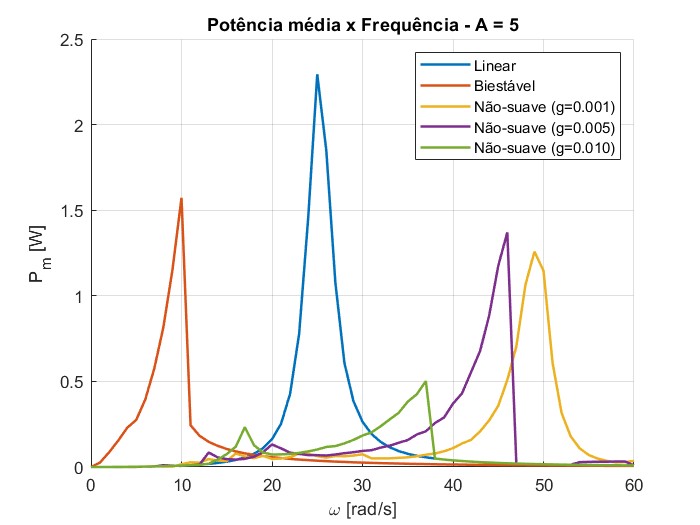 Potência média x Frequência - A = 5
2.5
2
1.5
1
0.5
0
P_m [W]
Linear
Biestável
Não-suave (g=0.001)
Não-suave (g=0.005)
Não-suave (g=0.010)
0 10 20 30 40 50 60
ω [rad/s]